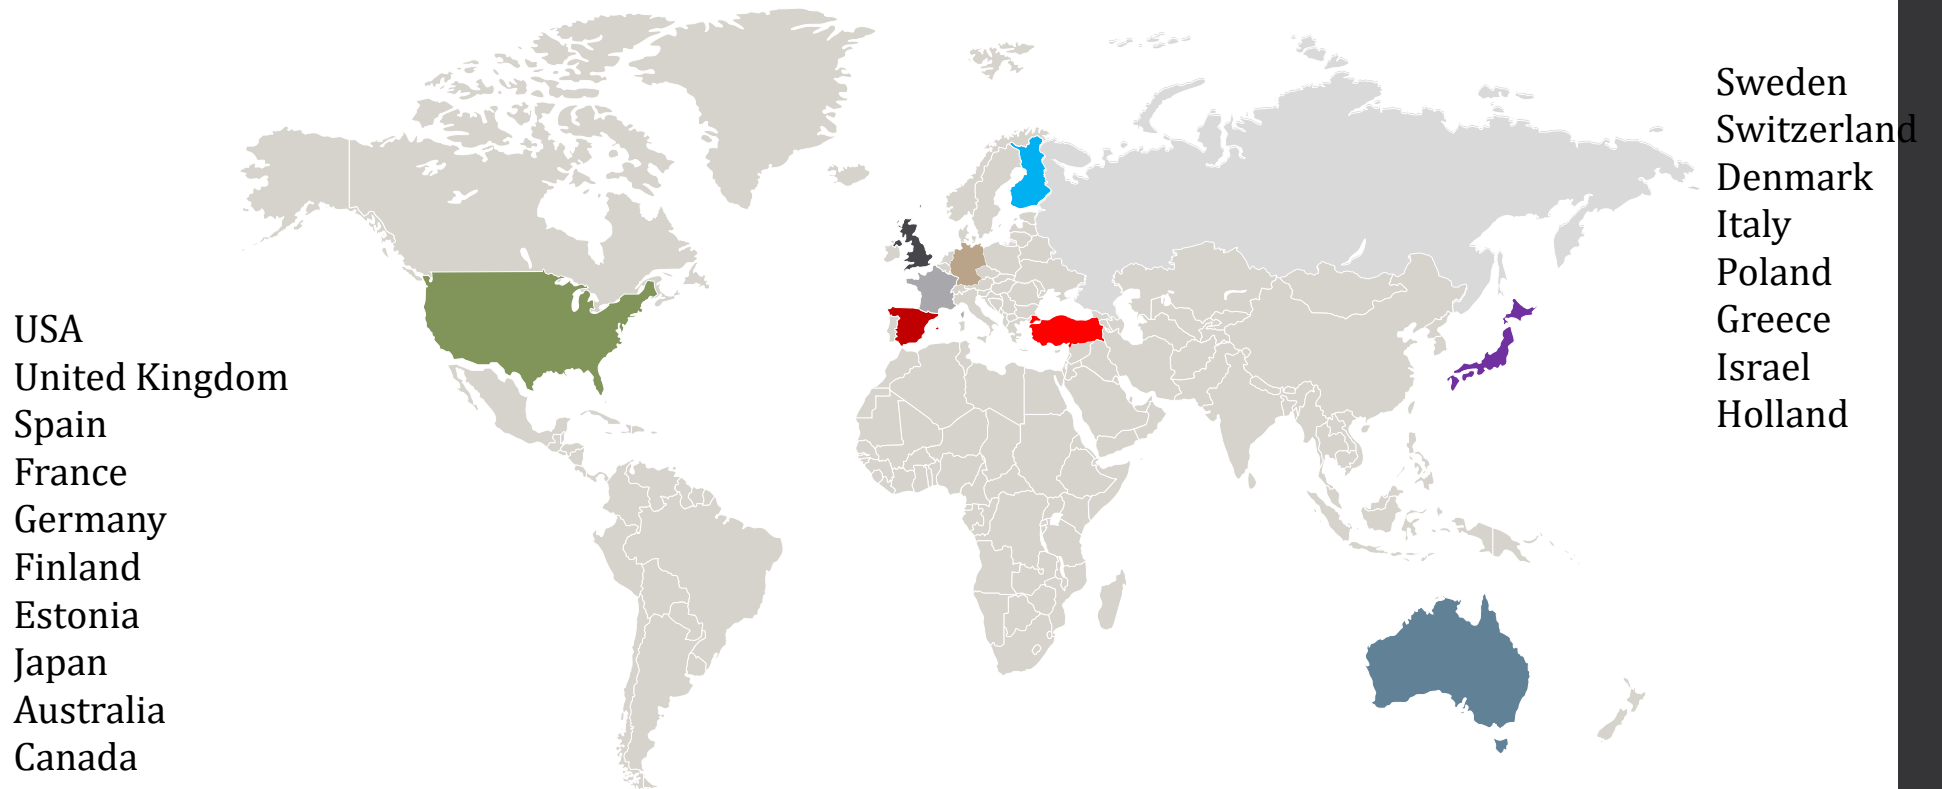 USA
United Kingdom
Spain
France
Germany
Finland
Estonia
Japan
Australia
Canada
Sweden
Switzerland
Denmark
Italy
Poland
Greece
Israel
Holland